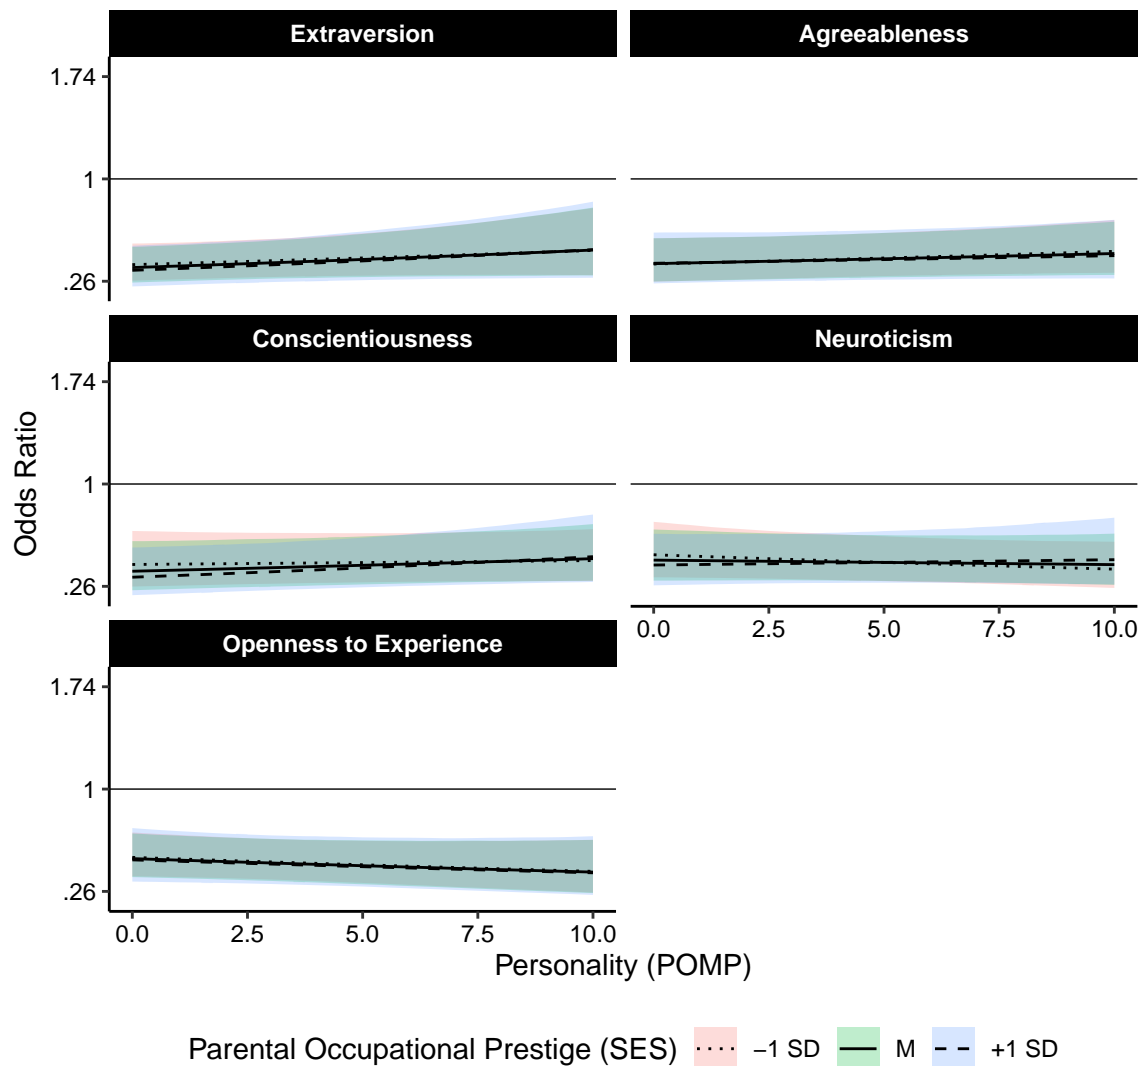 Extraversion
Agreeableness
1.74
1
.26
Conscientiousness
Neuroticism
1.74
1
.26
0.0 2.5 5.0 7.5 10.0
Openness to Experience
1.74
1
.26
0.0 2.5 5.0 7.5 10.0
Odds Ratio
Personality (POMP)
Parental Occupational Prestige (SES) −1 SD M +1 SD